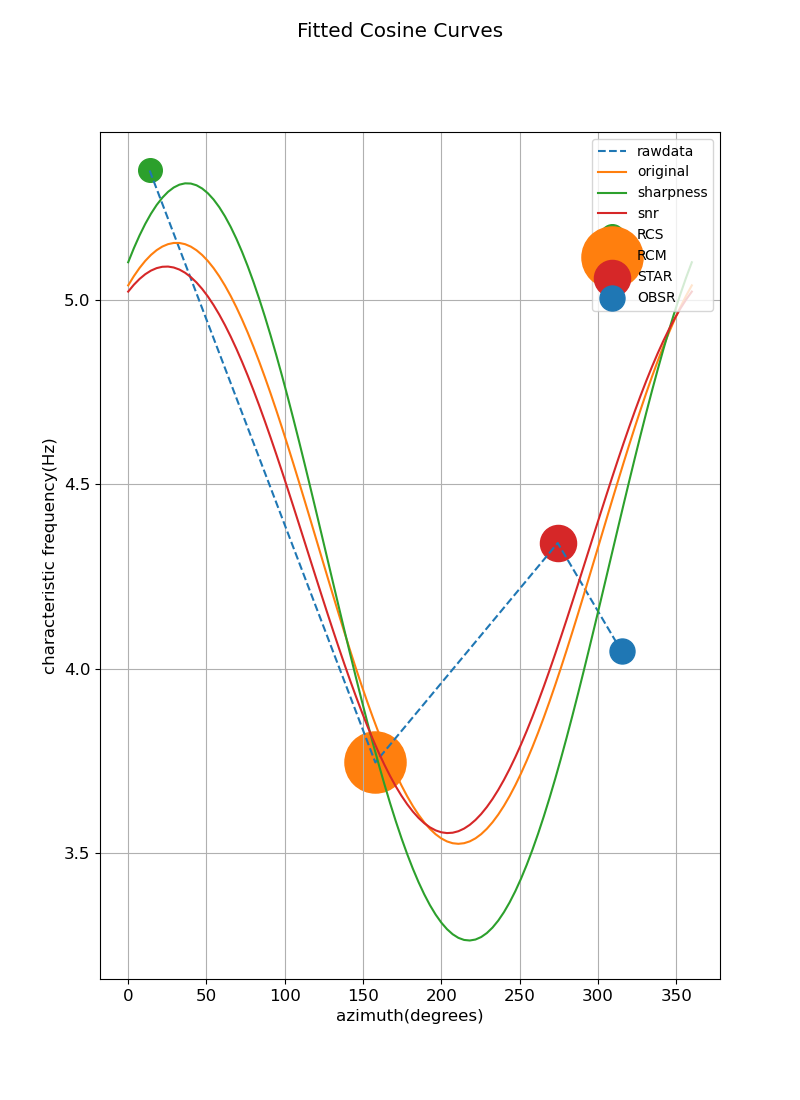 Fitted Cosine Curves
rawdata
original
sharpness
snr
RCS
RCM
STAR
OBSR
characteristic frequency(Hz)
5.0
4.5
4.0
3.5
0 50 100 150 200 250 300 350
azimuth(degrees)